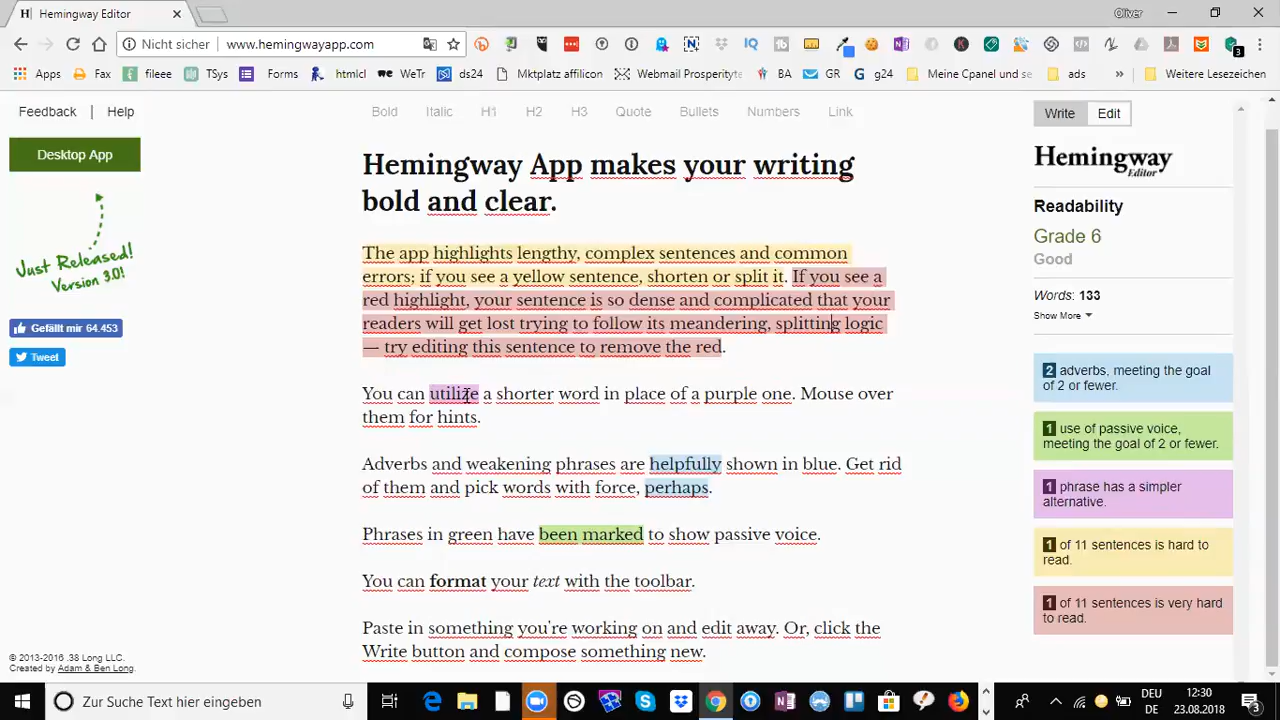 H Hemingway Editor
Oliver
Nicht sicher | www.hemingwayapp.com
Apps Fax fileee TSys Forms htmlcl WeTr ds24 Mktplatz affilicon Webmail Prosperityte BA GR g24 Meine Cpanel und se ads » Weitere Lesezeichen
Feedback | Help
Bold Italic H1 H2 H3 Quote Bullets Numbers Link
Write Edit
Desktop App
Just Released!
Version 3.0!
Gefällt mir 64.453
Tweet
Hemingway App makes your writing
bold and clear.
The app highlights lengthy, complex sentences and common
errors; if you see a yellow sentence, shorten or split it. If you see a
red highlight, your sentence is so dense and complicated that your
readers will get lost trying to follow its meandering, splitting logic
— try editing this sentence to remove the red.
You can utilize a shorter word in place of a purple one. Mouse over
them for hints.
Adverbs and weakening phrases are helpfully shown in blue. Get rid
of them and pick words with force, perhaps.
Phrases in green have been marked to show passive voice.
You can format your text with the toolbar.
Paste in something you're working on and edit away. Or, click the
Write button and compose something new.
Hemingway
Editor
Readability
Grade 6
Good
Words: 133
Show More
2 adverbs, meeting the goal
of 2 or fewer.
1 use of passive voice,
meeting the goal of 2 or fewer.
1 phrase has a simpler
alternative.
1 of 11 sentences is hard to
read.
1 of 11 sentences is very hard
to read.
© 2013-2016 .38 Long LLC.
Created by Adam & Ben Long.
Zur Suche Text hier eingeben
DEU
DE
12:30
23.08.2018
3